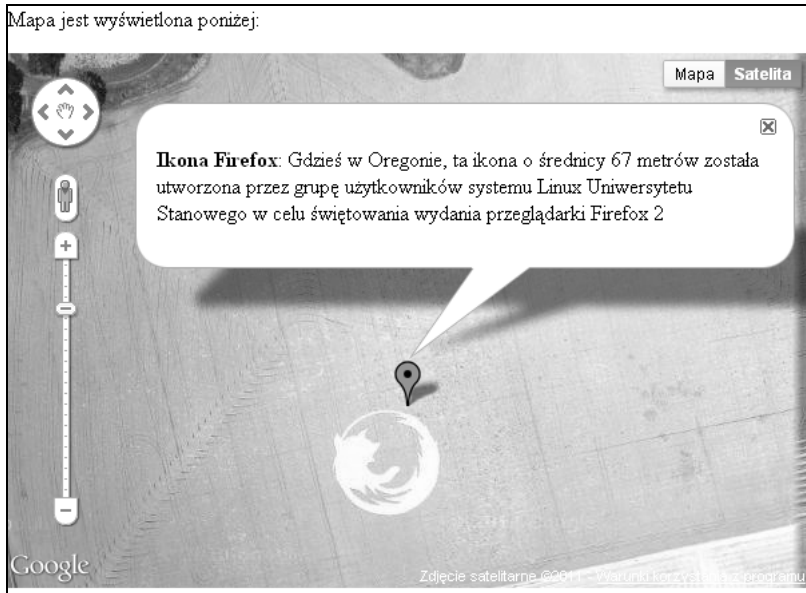 Mapa jest wyświetlona poniżej:
Mapa Satelita
Ikona Firefox: Gdzieś w Oregonie, ta ikona o średnicy 67 metrów została
utworzona przez grupę użytkowników systemu Linux Uniwersytetu
Stanowego w celu świętowania wydania przeglądarki Firefox 2
Google
Zdjęcie satelitarne ©2011 - Warunki korzystania z programu